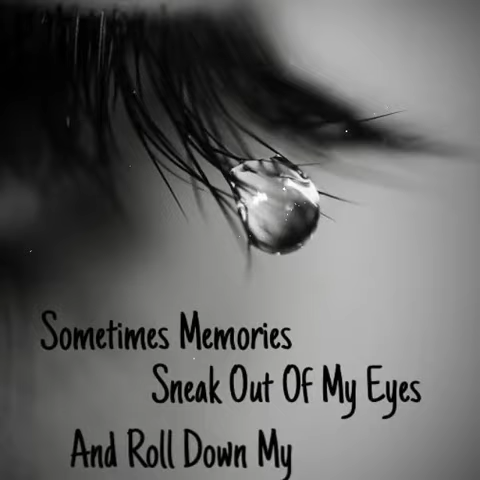 Sometimes Memories
Sneak Out Of My Eyes
And Roll Down My